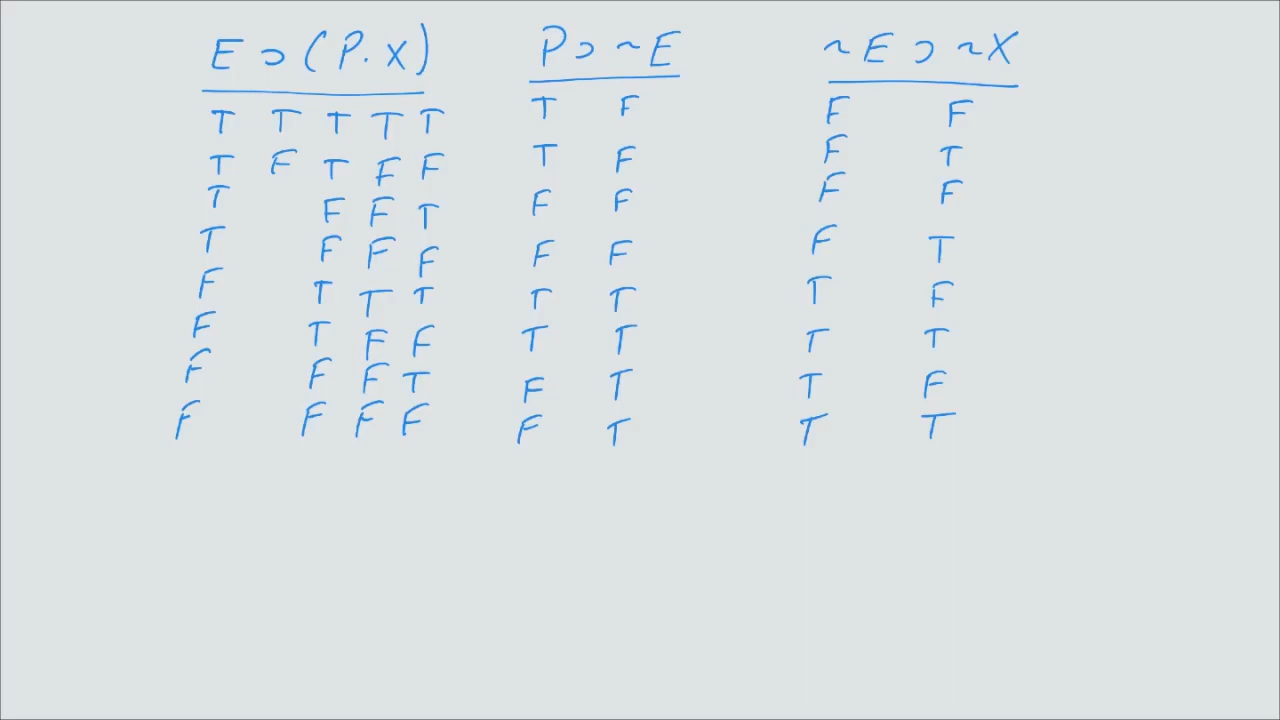 E ⊃ (P · X) P ⊃ ~E ~E ⊃ ~X
T T T T T T F F F
T F T F F T F F T
T F F T F F F F
T F F F F F F T
F T T T T T T F
F T F F T T T T
F F F T F T T F
F F F F F T T T